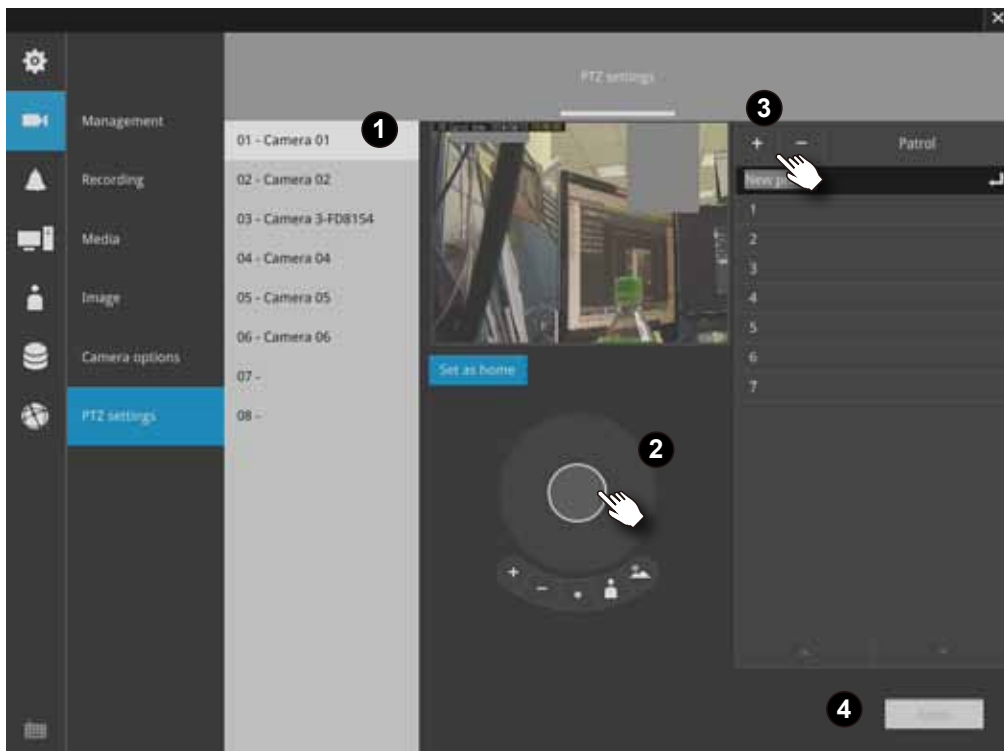 PTZ settings
Management
Recording
Media
Image
Camera options
PTZ settings
1
01 - Camera 01
02 - Camera 02
03 - Camera 3-FD8154
04 - Camera 04
05 - Camera 05
06 - Camera 06
07 -
08 -
Set as home
2
3
+ - Patrol
New
1
2
3
4
5
6
7
4